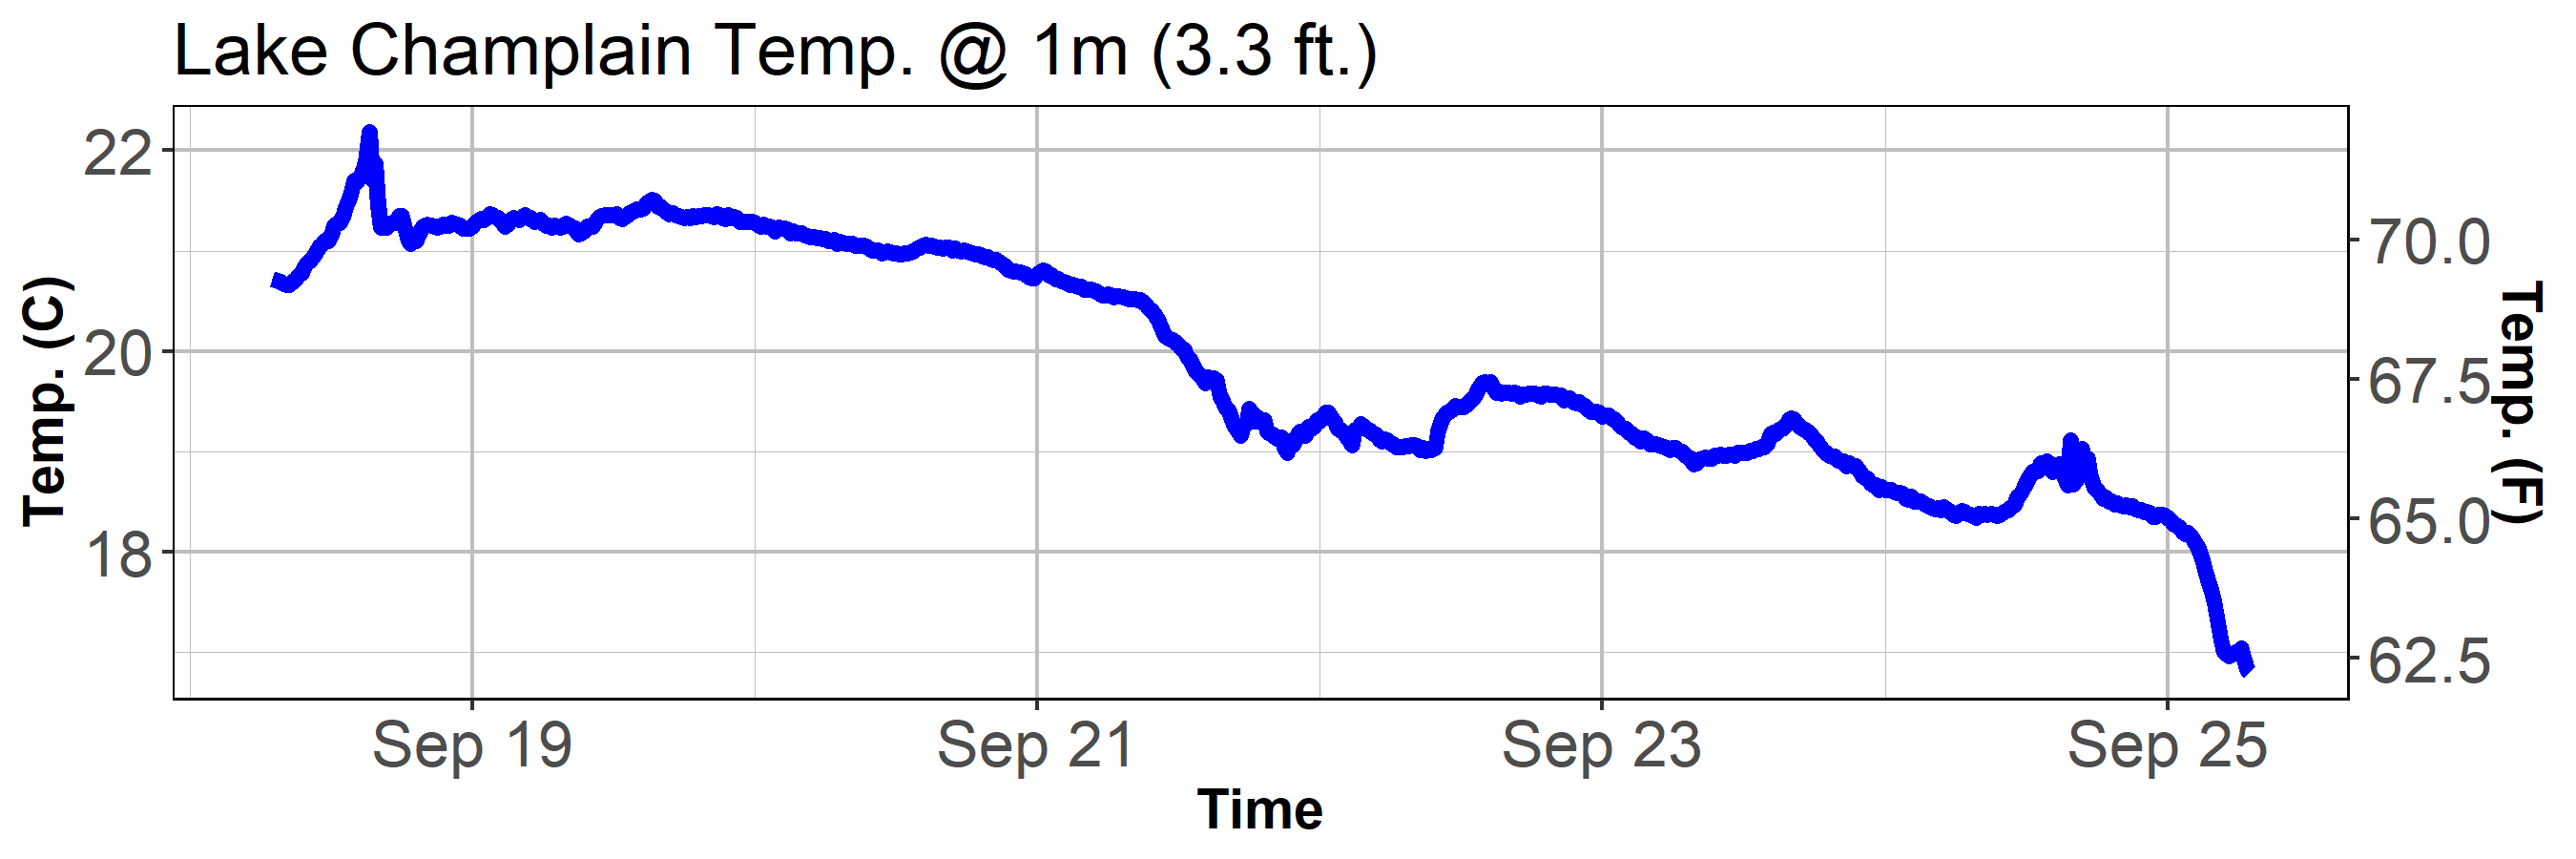 Lake Champlain Temp. @ 1m (3.3 ft.)
Temp. (C)
22
20
18
70.0
67.5
65.0
62.5
Temp. (F)
Sep 19
Sep 21
Sep 23
Sep 25
Time